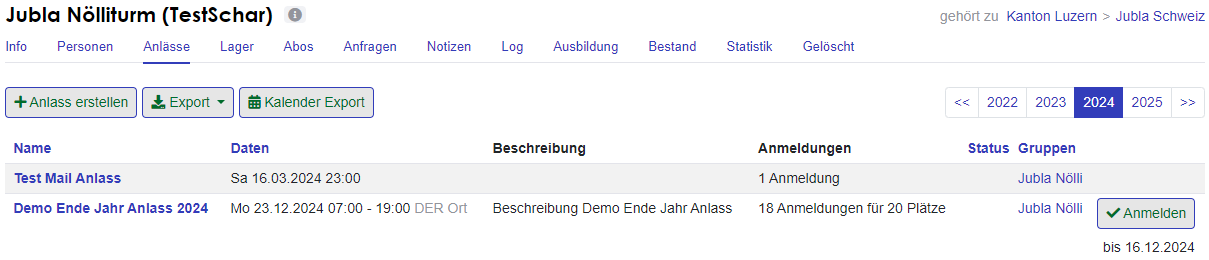 Jubla Nölliturm (TestSchar)
gehört zu Kanton Luzern > Jubla Schweiz
Info Personen Anlässe Lager Abos Anfragen Notizen Log Ausbildung Bestand Statistik Gelöscht
Anlass erstellen Export Kalender Export << 2022 2023 2024 2025 >>
Name Daten Beschreibung Anmeldungen Status Gruppen
Test Mail Anlass Sa 16.03.2024 23:00 1 Anmeldung Jubla Nölli
Demo Ende Jahr Anlass 2024 Mo 23.12.2024 07:00 - 19:00 DER Ort Beschreibung Demo Ende Jahr Anlass 18 Anmeldungen für 20 Plätze Jubla Nölli Anmelden
bis 16.12.2024